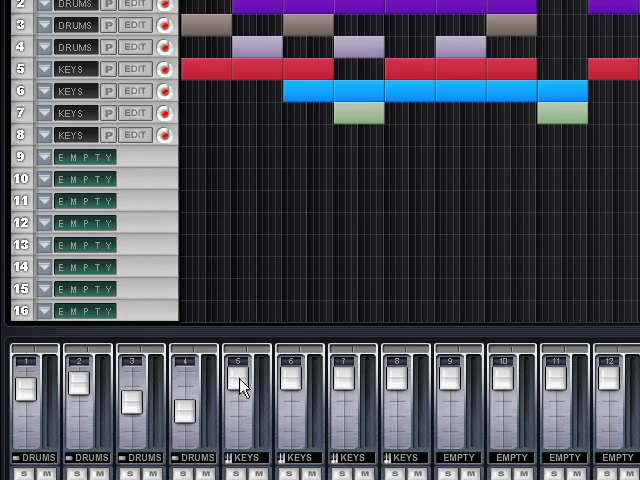 2 DRUMS P EDIT
3 DRUMS P EDIT
4 DRUMS P EDIT
5 KEYS P EDIT
6 KEYS P EDIT
7 KEYS P EDIT
8 KEYS P EDIT
9 EMPTY
10 EMPTY
11 EMPTY
12 EMPTY
13 EMPTY
14 EMPTY
15 EMPTY
16 EMPTY
1 2 3 4 5 6 7 8 9 10 11 12
DRUMS DRUMS DRUMS DRUMS KEYS KEYS KEYS KEYS EMPTY EMPTY EMPTY EMPTY
S M S M S M S M S M S M S M S M S M S M S M S M